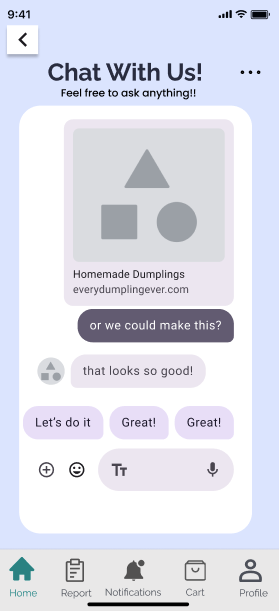 9:41
Chat With Us!
Feel free to ask anything!!
Homemade Dumplings
everydumplingever.com
or we could make this?
that looks so good!
Let's do it Great! Great!
Tt
Home Report Notifications Cart Profile